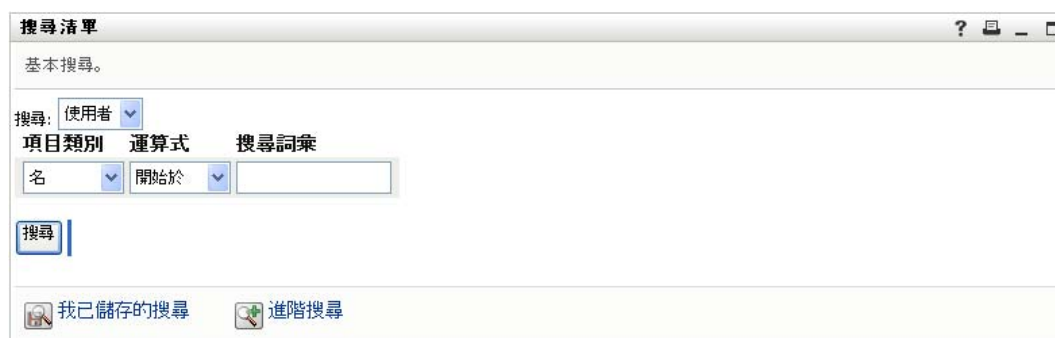 搜尋清單 ?
基本搜尋。
搜尋: 使用者
項目類別 運算式 搜尋詞彙
名 開始於
搜尋
我已儲存的搜尋 進階搜尋